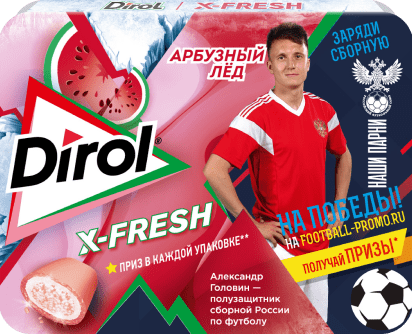 DIROL / X-FRESH
АРБУЗНЫЙ
ЛЁД
ЗАРЯДИ
СБОРНУЮ
Dirol
X-FRESH
ПРИЗ В КАЖДОЙ УПАКОВКЕ**
НАШИ ПАРНИ
НА ПОБЕДЫ!
НА FOOTBALL-PROMO.RU
ПОЛУЧАЙ ПРИЗЫ*
Александр
Головин —
полузащитник
сборной России
по футболу